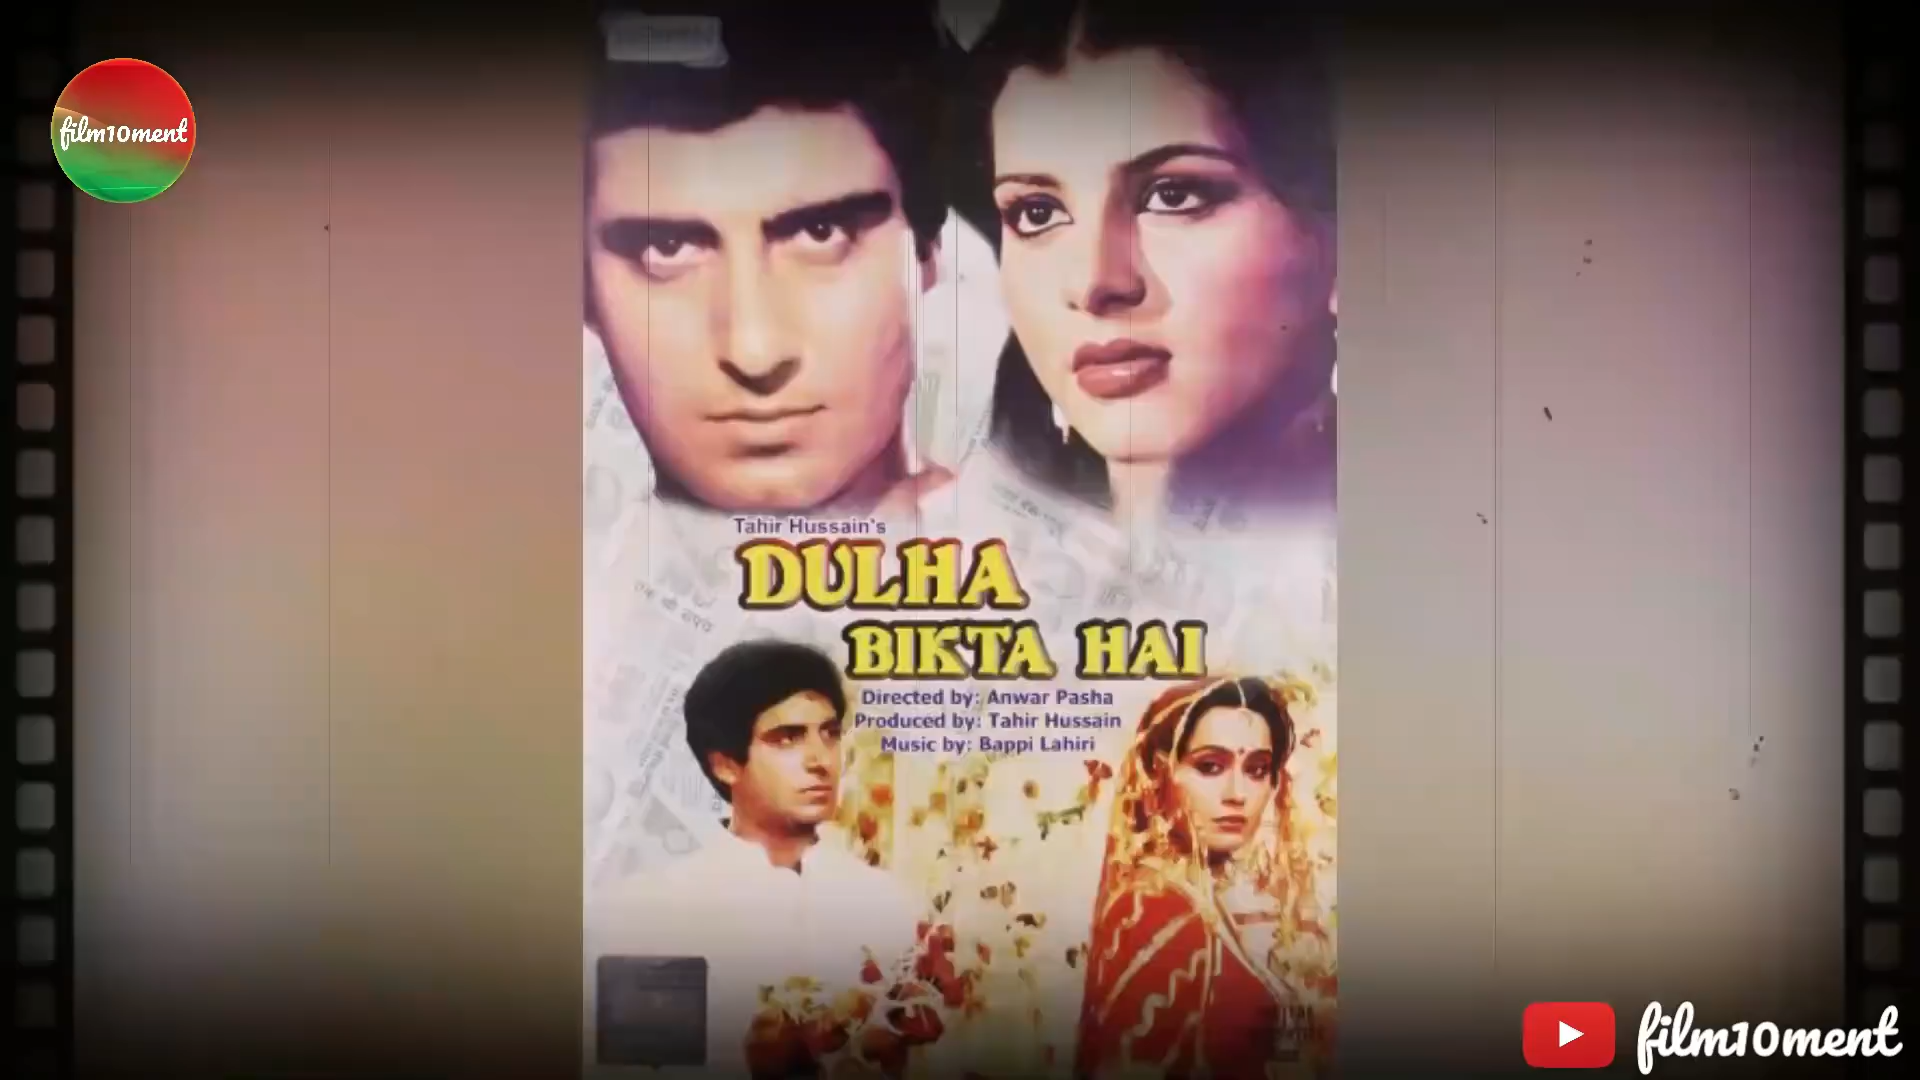 film10ment
Tahir Hussain's
DULHA
BIKTA HAI
Directed by: Anwar Pasha
Produced by: Tahir Hussain
Music by: Bappi Lahiri
film10ment